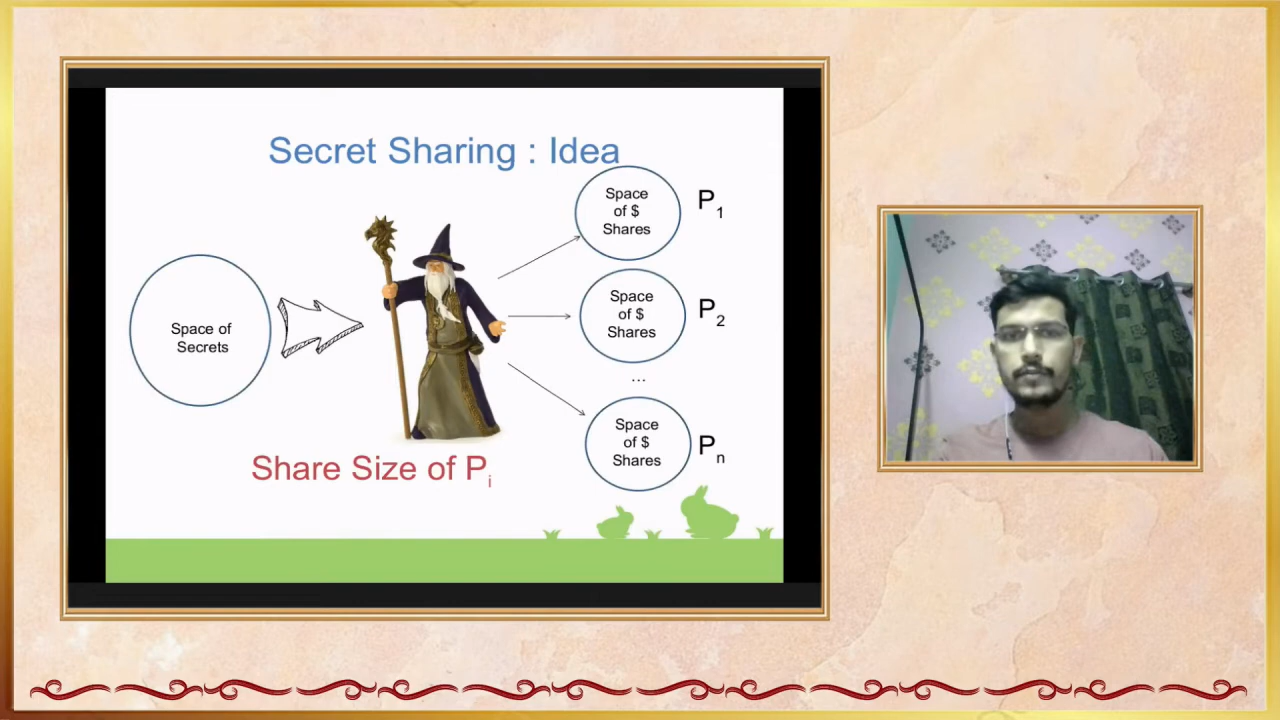 Secret Sharing : Idea
Space
of $
Shares
P1
Space of
Secrets
Space
of $
Shares
P2
...
Space
of $
Shares
Pn
Share Size of Pi